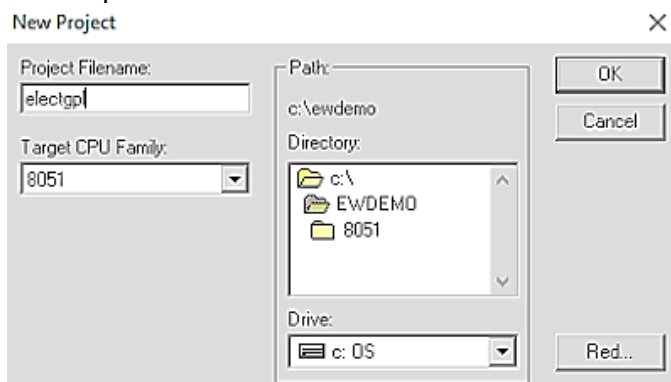 New Project
Project Filename:
electgpl
Target CPU Family:
8051
Path:
c:\ewdemo
Directory:
c:\
EWDEMO
8051
Drive:
c: OS
OK
Cancel
Red...